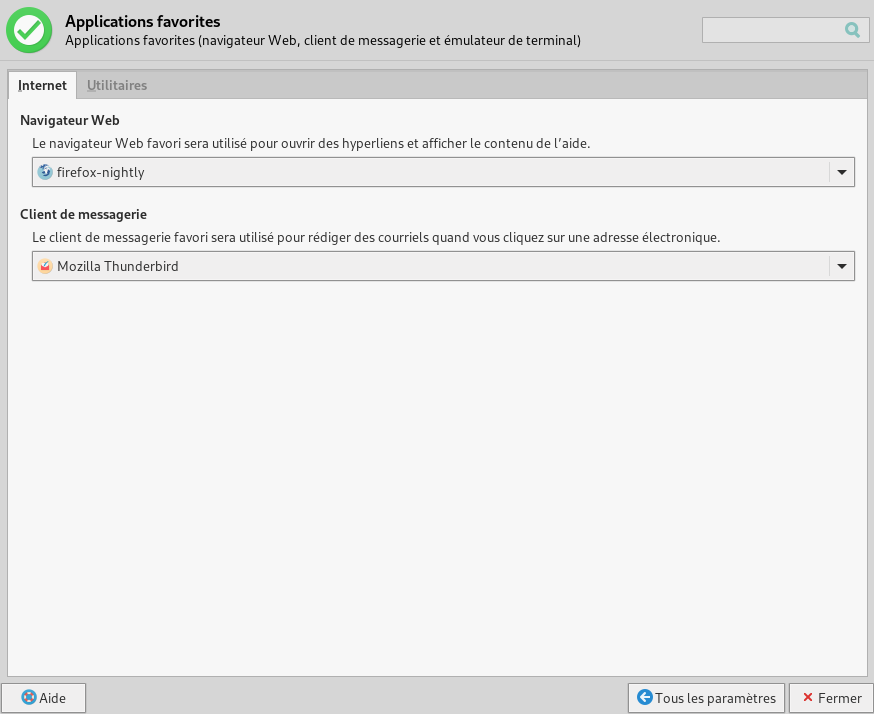 Applications favorites
Applications favorites (navigateur Web, client de messagerie et émulateur de terminal)
Internet
Utilitaires
Navigateur Web
Le navigateur Web favori sera utilisé pour ouvrir des hyperliens et afficher le contenu de l’aide.
firefox-nightly
Client de messagerie
Le client de messagerie favori sera utilisé pour rédiger des courriels quand vous cliquez sur une adresse électronique.
Mozilla Thunderbird
Aide
Tous les paramètres
Fermer